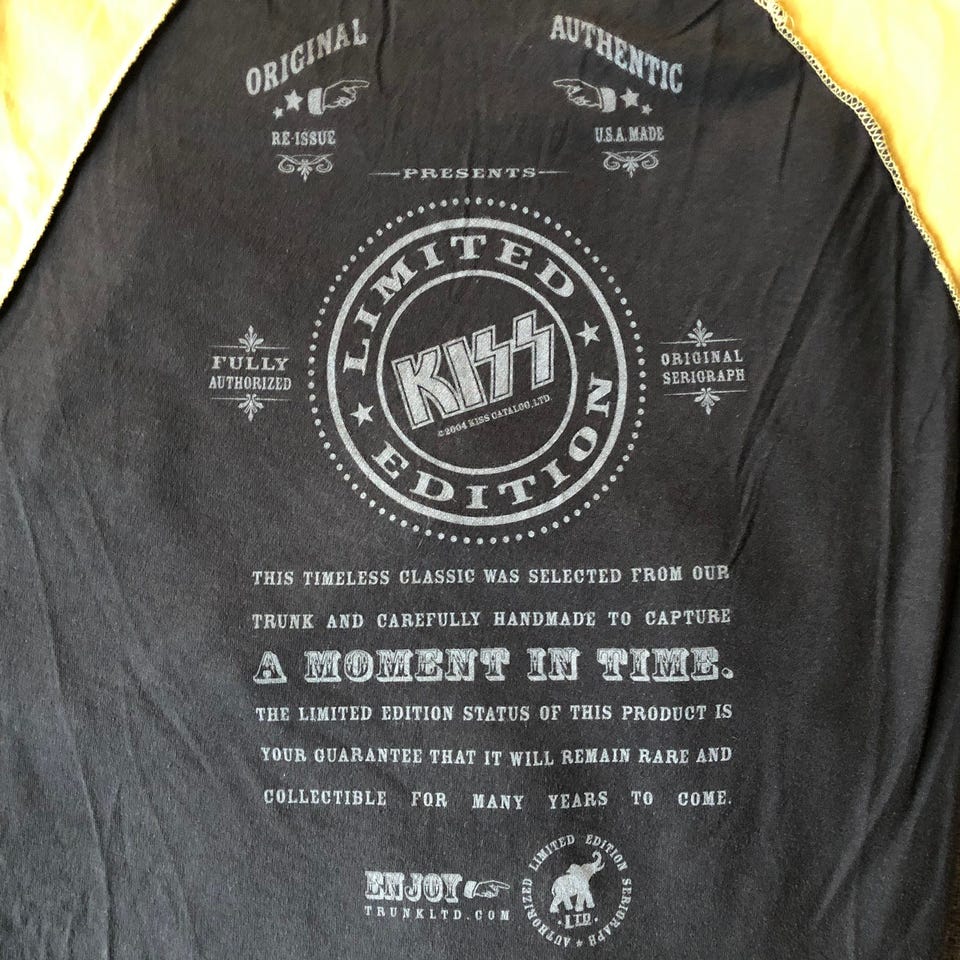 ORIGINAL
AUTHENTIC
RE-ISSUE
U.S.A. MADE
PRESENTS
LIMITED
KISS
©2004 KISS CATALOG, LTD.
EDITION
FULLY
AUTHORIZED
ORIGINAL
SERIGRAPH
THIS TIMELESS CLASSIC WAS SELECTED FROM OUR
TRUNK AND CAREFULLY HANDMADE TO CAPTURE
A MOMENT IN TIME.
THE LIMITED EDITION STATUS OF THIS PRODUCT IS
YOUR GUARANTEE THAT IT WILL REMAIN RARE AND
COLLECTIBLE FOR MANY YEARS TO COME.
ENJOY
TRUNKLTD.COM
AUTHORIZED LIMITED EDITION SERIGRAPH
LTD.